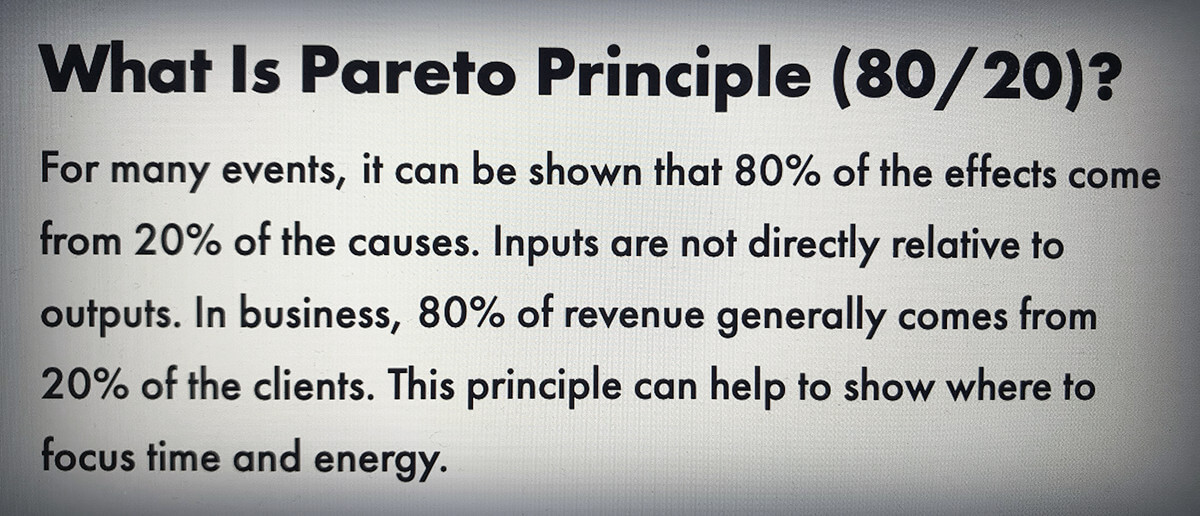 What Is Pareto Principle (80/20)?
For many events, it can be shown that 80% of the effects come
from 20% of the causes. Inputs are not directly relative to
outputs. In business, 80% of revenue generally comes from
20% of the clients. This principle can help to show where to
focus time and energy.